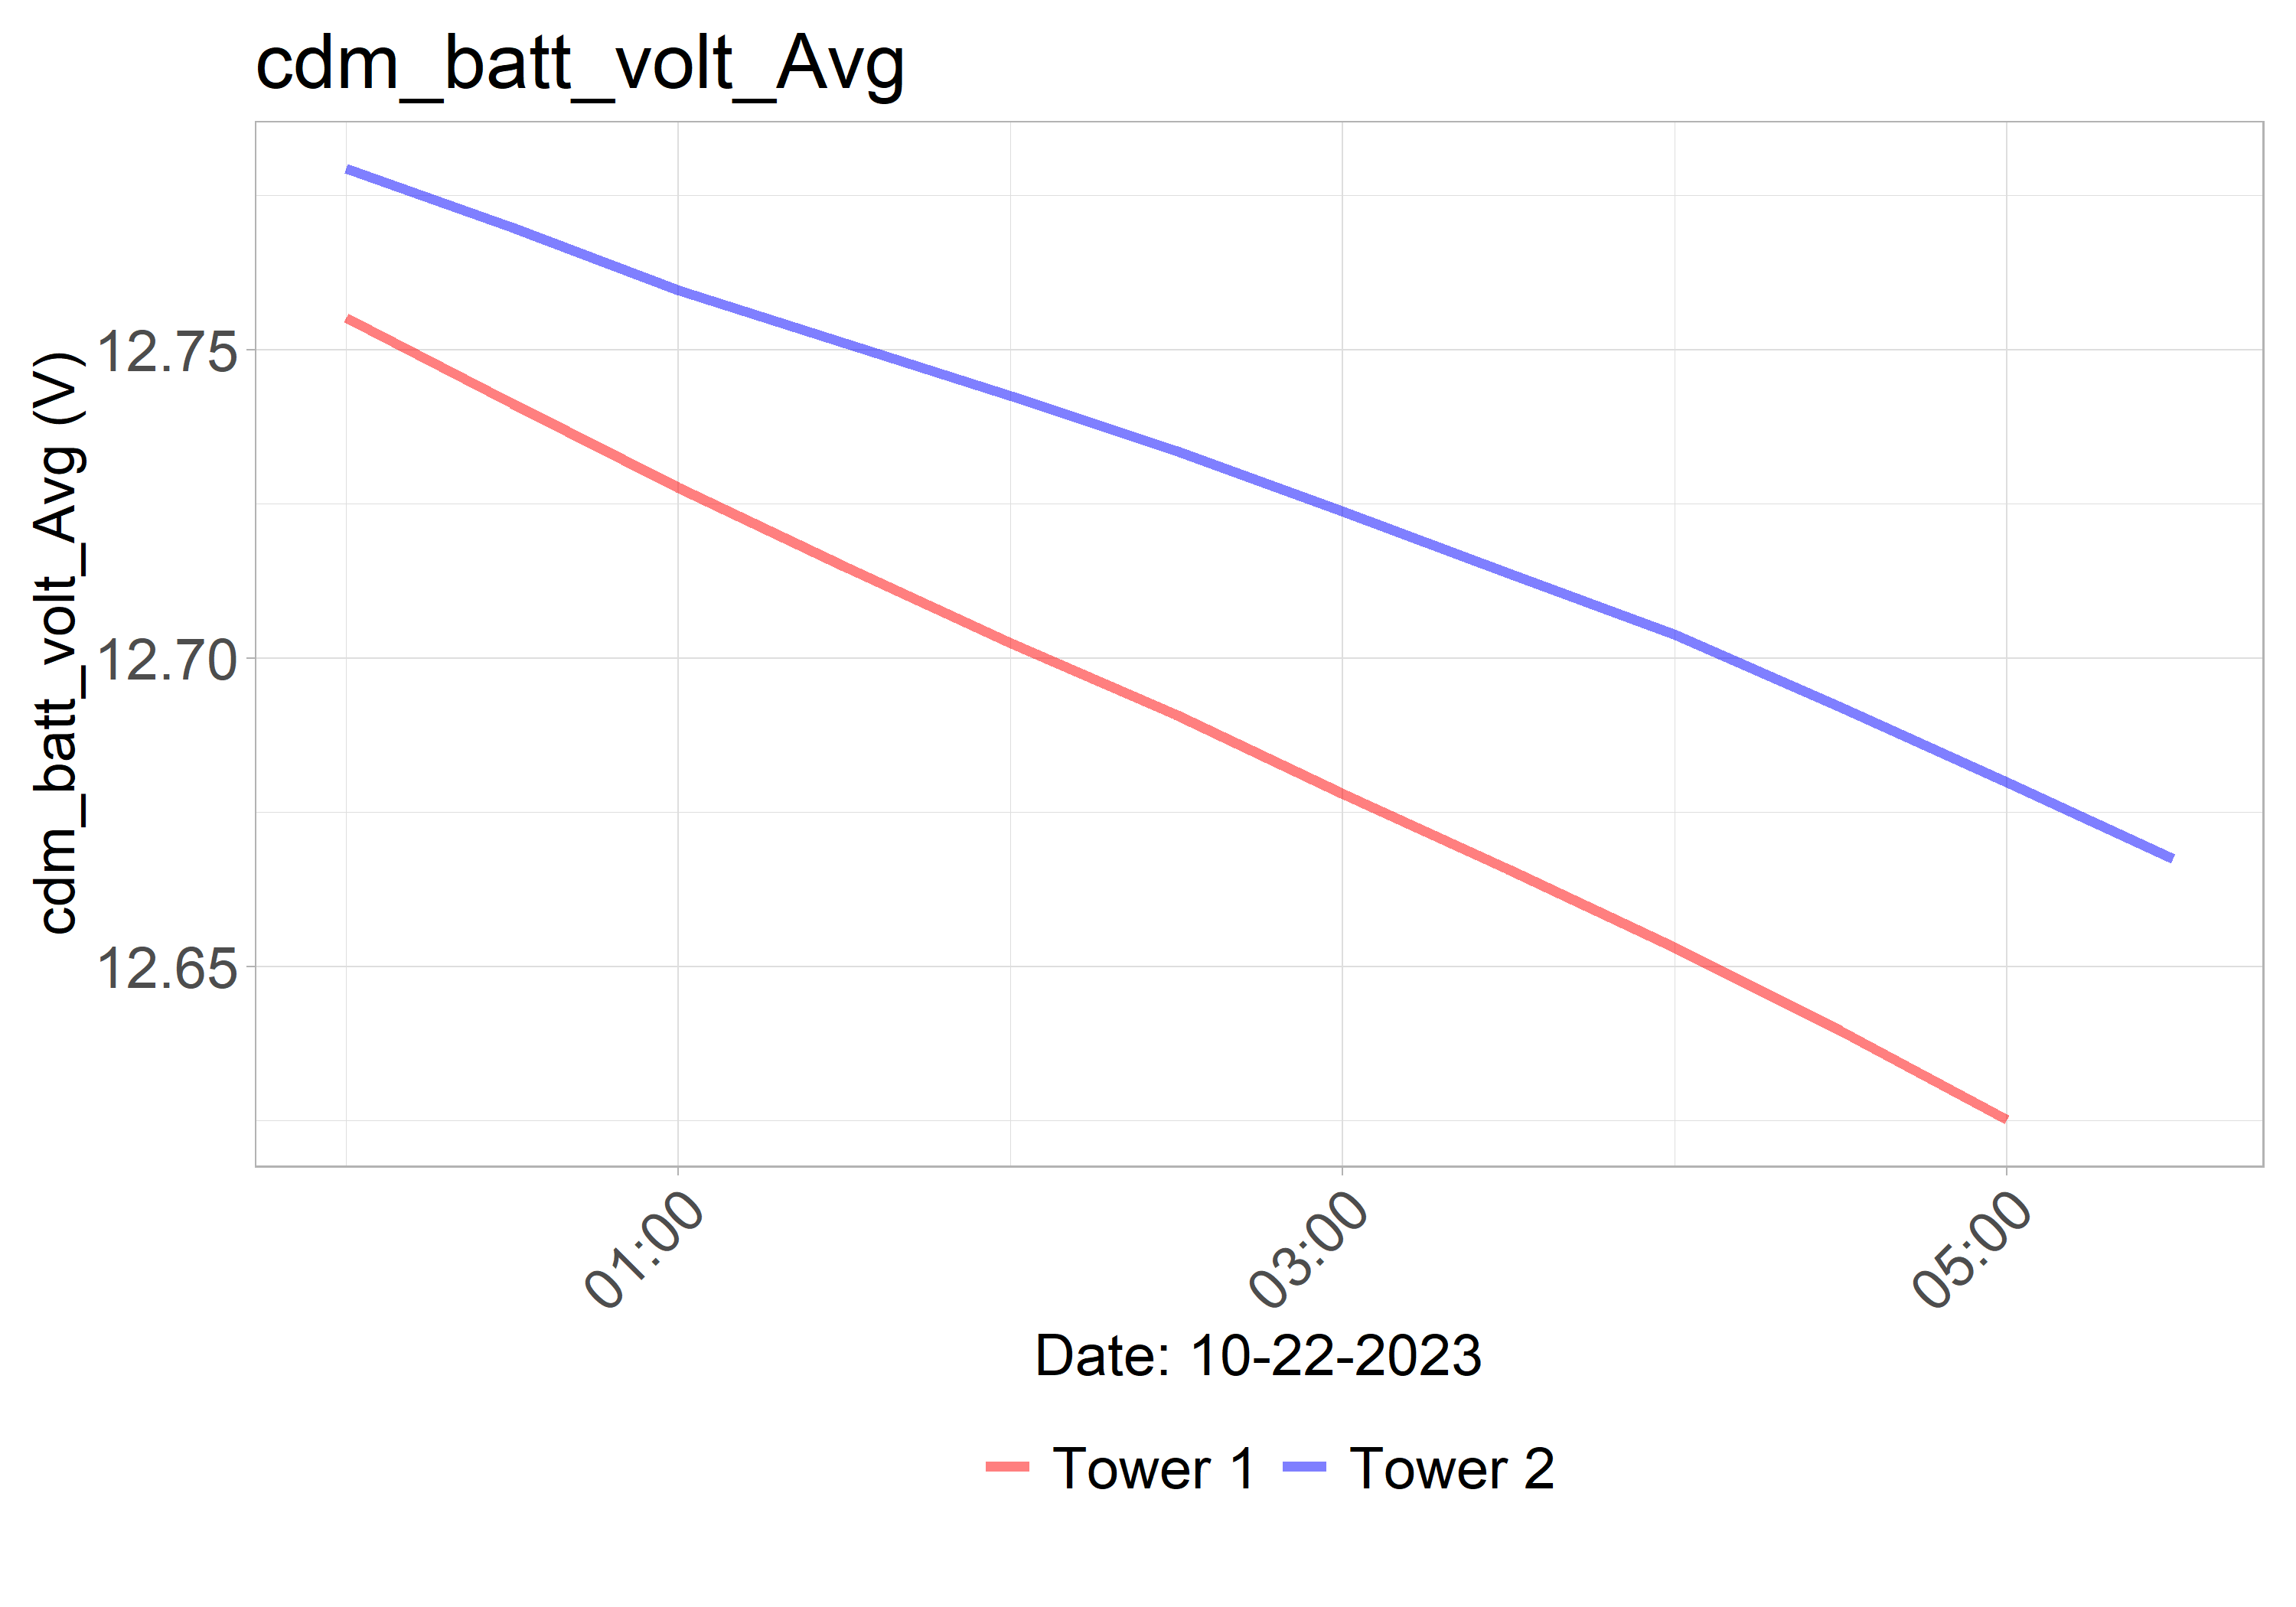 cdm_batt_volt_Avg
cdm_batt_volt_Avg (V)
12.75
12.70
12.65
01:00
03:00
05:00
Date: 10-22-2023
Tower 1
Tower 2